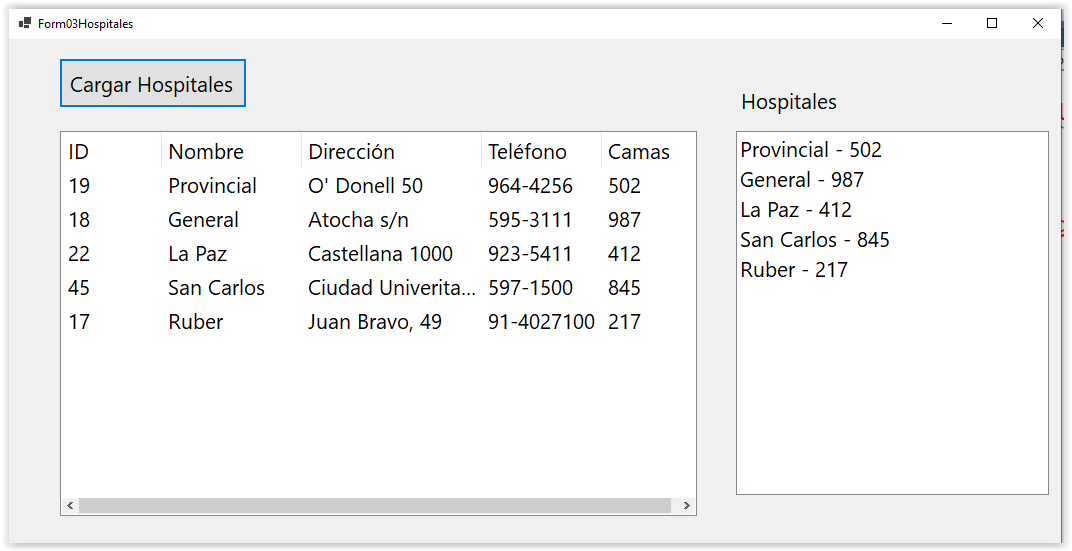 Form03Hospitales
Cargar Hospitales
ID Nombre Dirección Teléfono Camas
19 Provincial O' Donell 50 964-4256 502
18 General Atocha s/n 595-3111 987
22 La Paz Castellana 1000 923-5411 412
45 San Carlos Ciudad Univerita... 597-1500 845
17 Ruber Juan Bravo, 49 91-4027100 217
Hospitales
Provincial - 502
General - 987
La Paz - 412
San Carlos - 845
Ruber - 217